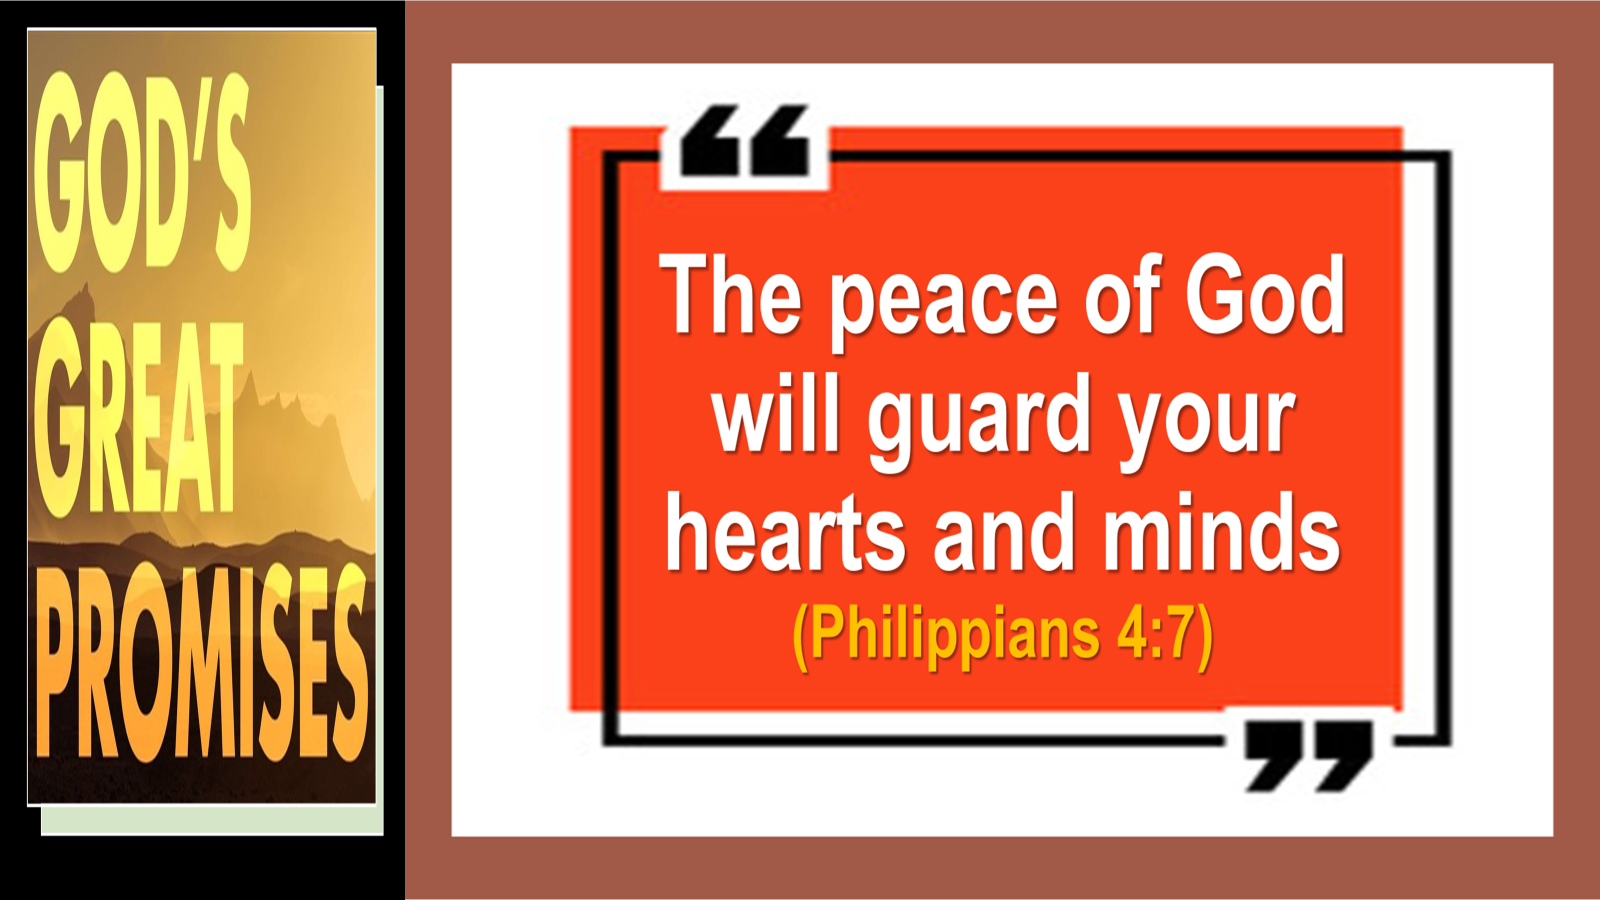 GOD'S
GREAT
PROMISES
“
The peace of God
will guard your
hearts and minds
(Philippians 4:7)
”